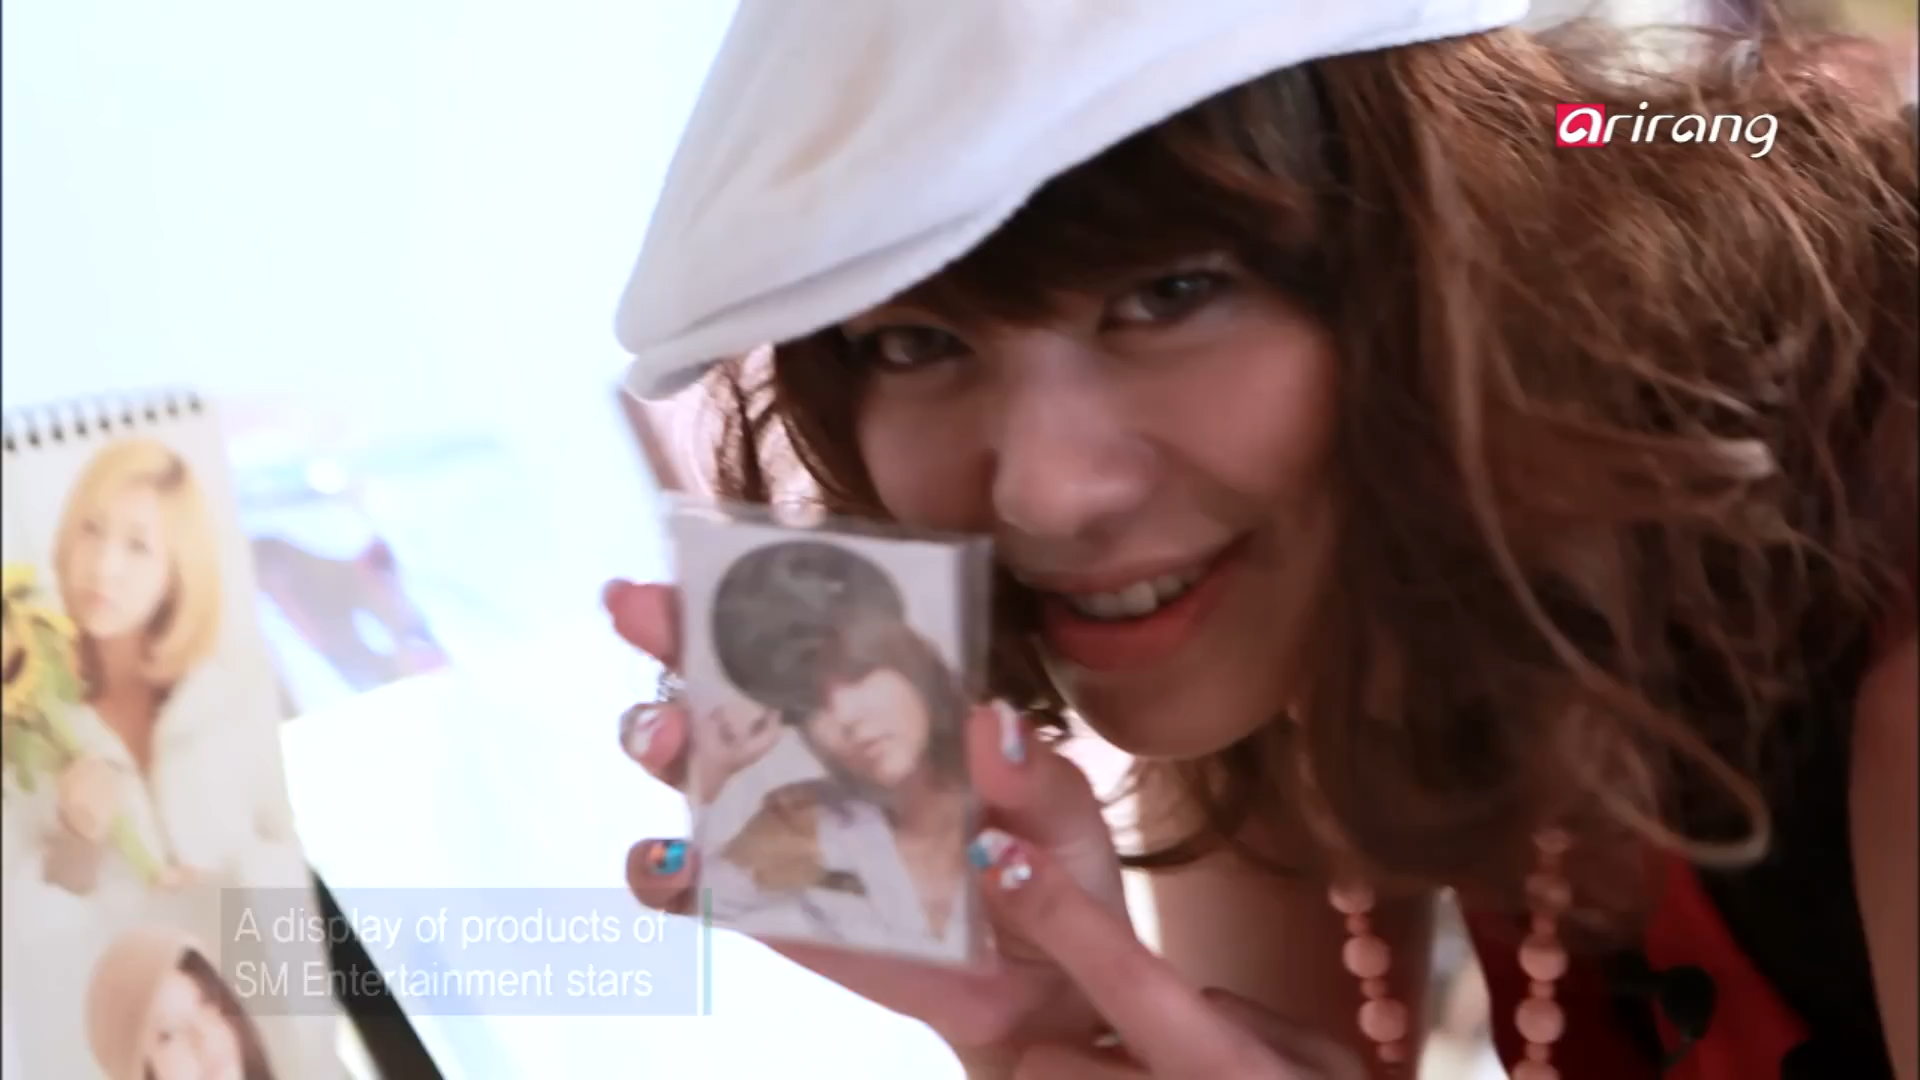 arirang
A display of products of
SM Entertainment stars